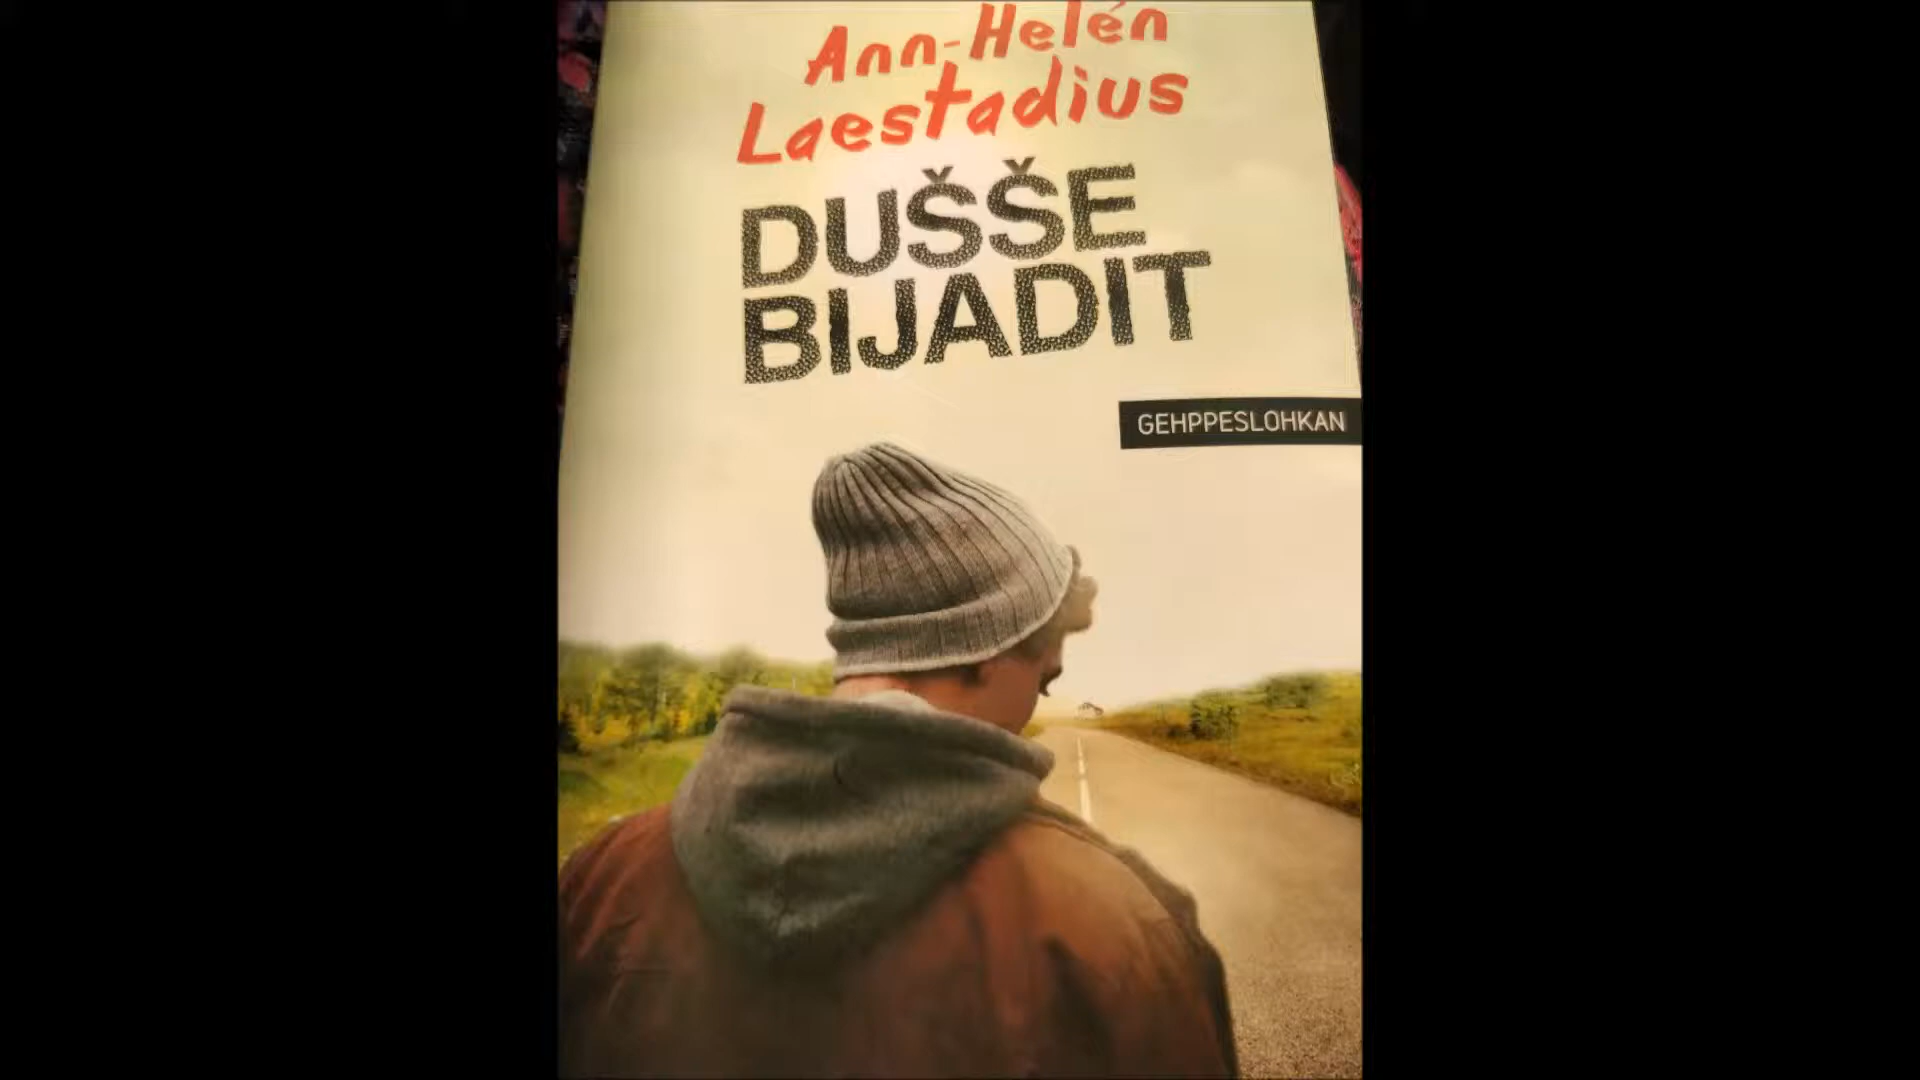 Ann-Helén
Laestadius
DUŠŠE
BIJADIT
GEHPPESLOHKAN